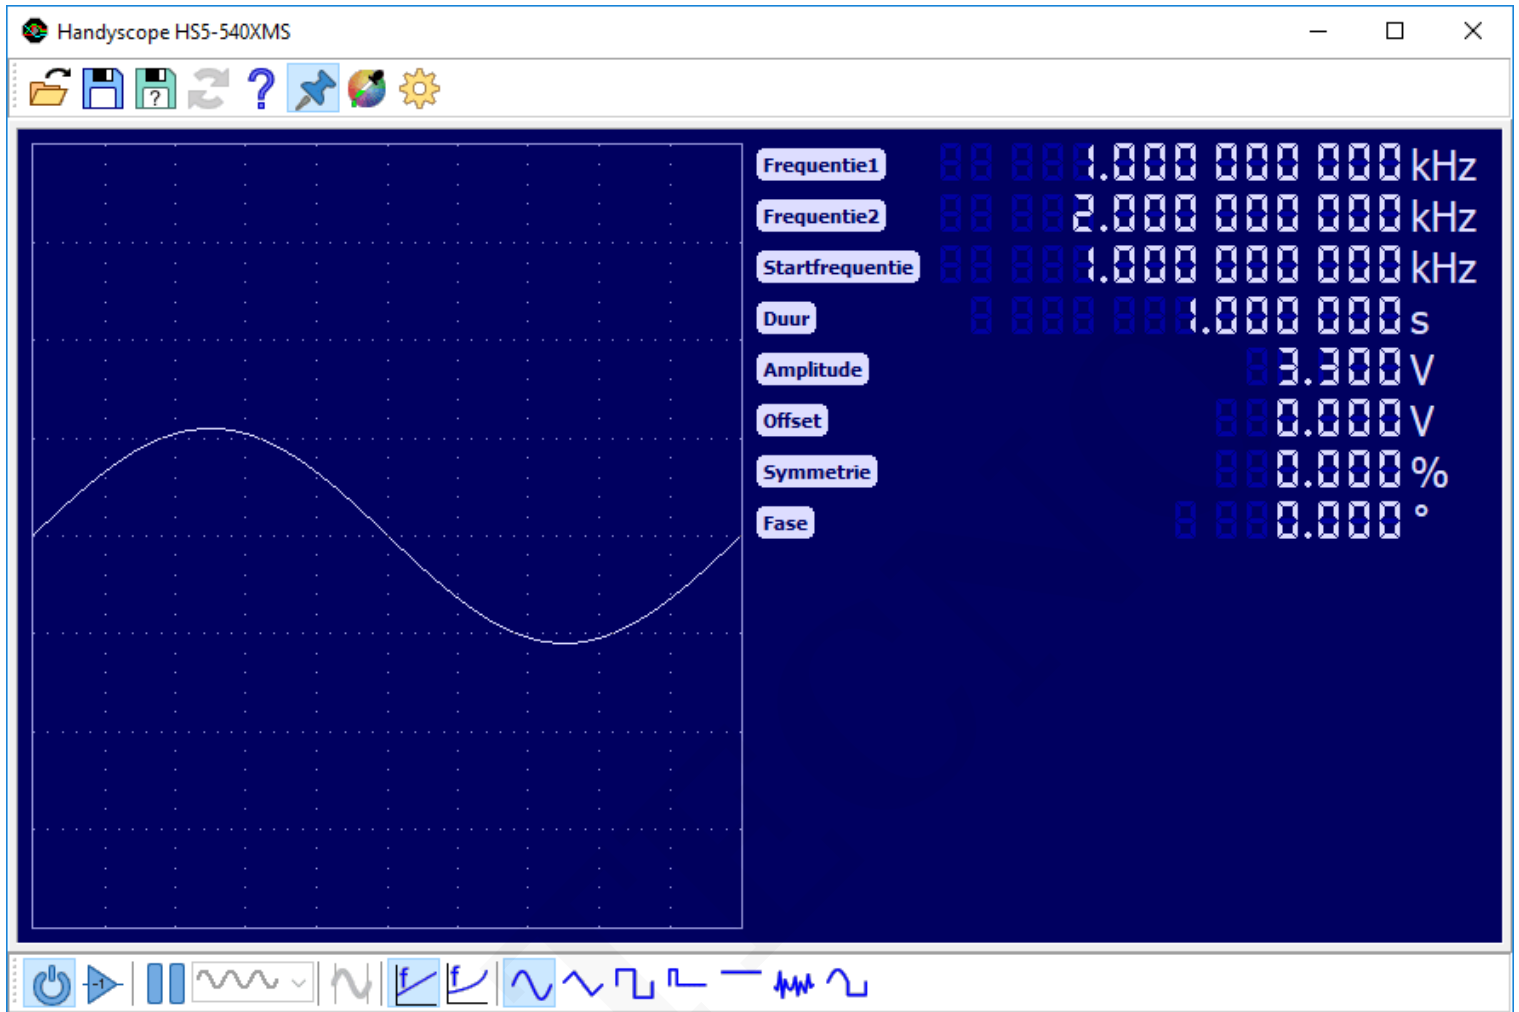 Handyscope HS5-540XMS
Frequentie1 1.000 000 000 kHz
Frequentie2 2.000 000 000 kHz
Startfrequentie 1.000 000 000 kHz
Duur 1.000 000 s
Amplitude 3.300 V
Offset 0.000 V
Symmetrie 0.000 %
Fase 0.000 °
-1 f f